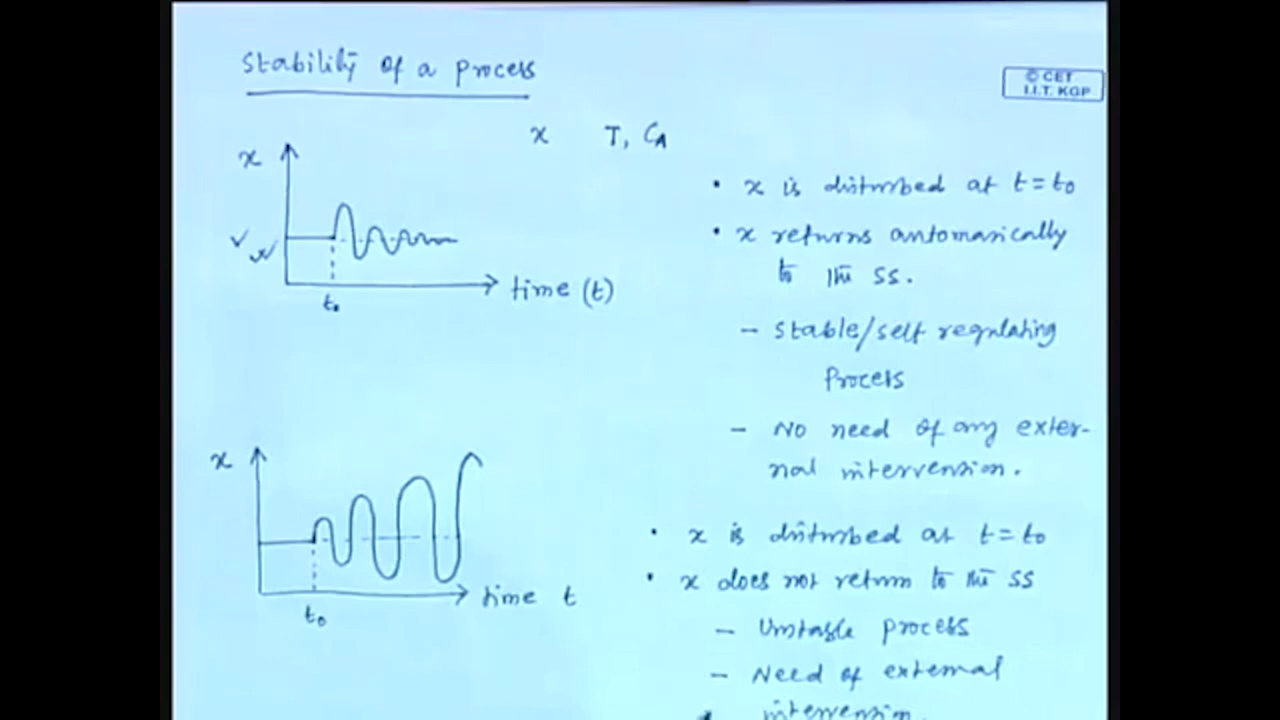 Stability of a process
© CET
I.I.T. KGP
x T, CA
x
time (t)
t₀
• x is disturbed at t = t₀
• x returns automatically
to the SS.
- Stable/self regulating
Process
- No need of any exter-
nal intervension.
x
time t
t₀
• x is disturbed at t = t₀
• x does not return to the SS
- Unstable process
- Need of external
intervension.